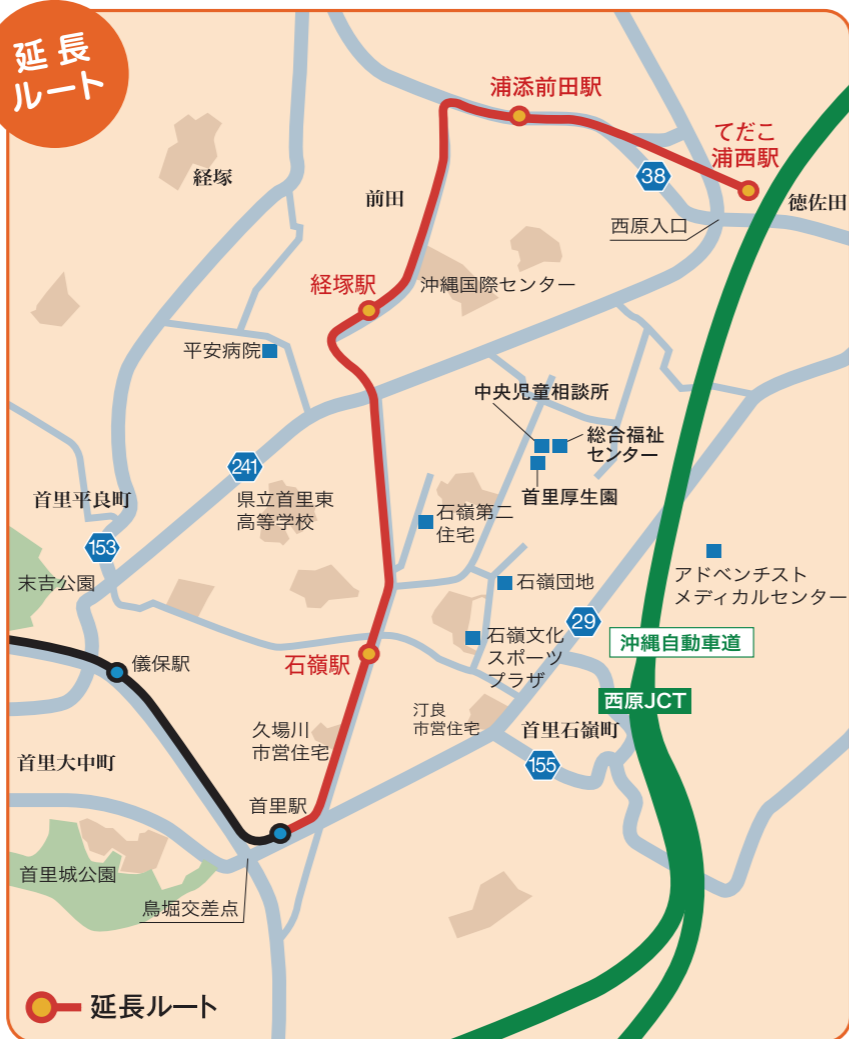 延長
ルート
浦添前田駅
てだこ
浦西駅
38
徳佐田
経塚
前田
西原入口
経塚駅
沖縄国際センター
平安病院
中央児童相談所
総合福祉
センター
首里厚生園
241
県立首里東
高等学校
首里平良町
石嶺第二
住宅
153
アドベンチスト
メディカルセンター
末吉公園
石嶺団地
29
沖縄自動車道
石嶺文化
スポーツ
プラザ
儀保駅
石嶺駅
西原JCT
汀良
市営住宅
久場川
市営住宅
首里石嶺町
首里大中町
155
首里駅
首里城公園
鳥堀交差点
延長ルート